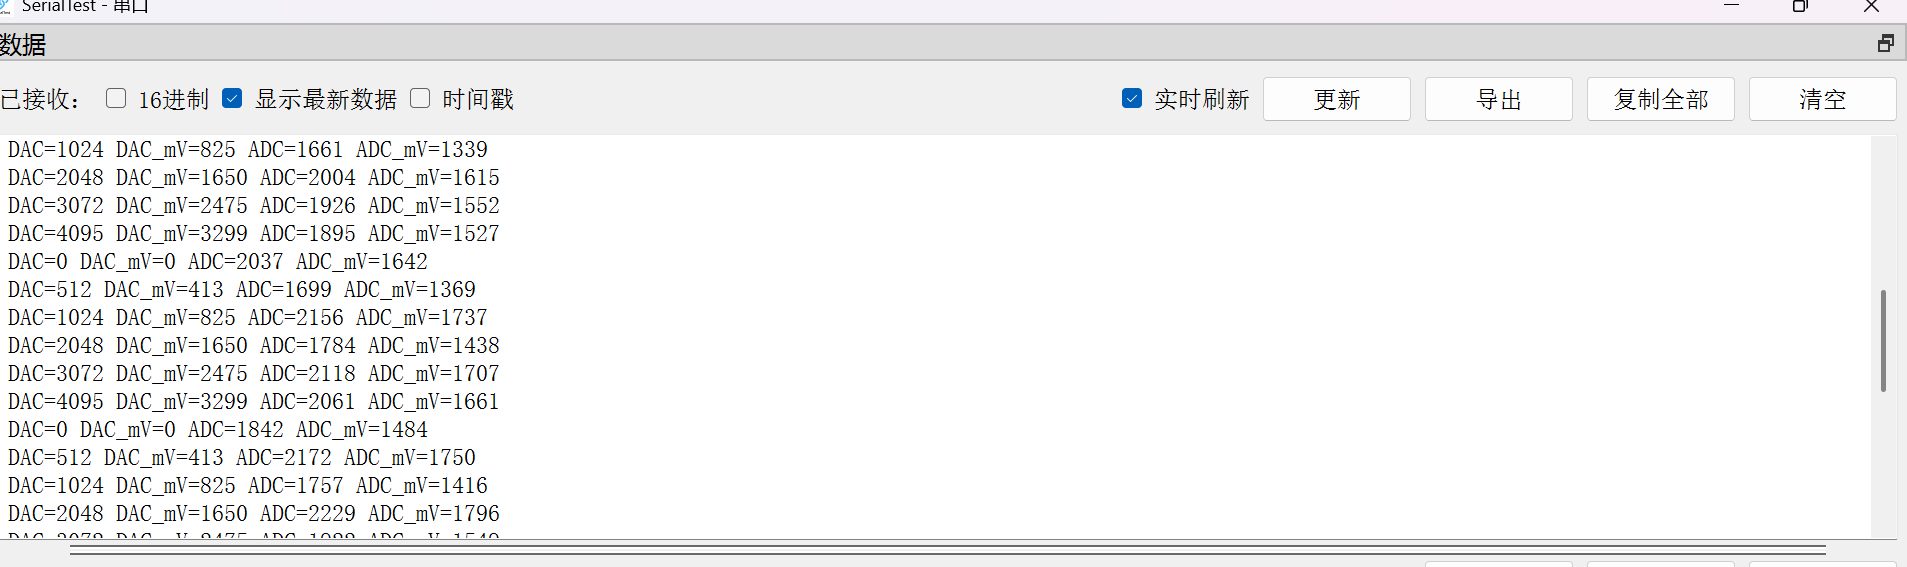 SerialTest - 串口
数据
已接收： 16进制 显示最新数据 时间戳 实时刷新 更新 导出 复制全部 清空
DAC=1024 DAC_mV=825 ADC=1661 ADC_mV=1339
DAC=2048 DAC_mV=1650 ADC=2004 ADC_mV=1615
DAC=3072 DAC_mV=2475 ADC=1926 ADC_mV=1552
DAC=4095 DAC_mV=3299 ADC=1895 ADC_mV=1527
DAC=0 DAC_mV=0 ADC=2037 ADC_mV=1642
DAC=512 DAC_mV=413 ADC=1699 ADC_mV=1369
DAC=1024 DAC_mV=825 ADC=2156 ADC_mV=1737
DAC=2048 DAC_mV=1650 ADC=1784 ADC_mV=1438
DAC=3072 DAC_mV=2475 ADC=2118 ADC_mV=1707
DAC=4095 DAC_mV=3299 ADC=2061 ADC_mV=1661
DAC=0 DAC_mV=0 ADC=1842 ADC_mV=1484
DAC=512 DAC_mV=413 ADC=2172 ADC_mV=1750
DAC=1024 DAC_mV=825 ADC=1757 ADC_mV=1416
DAC=2048 DAC_mV=1650 ADC=2229 ADC_mV=1796
DAC=3072 DAC_mV=2475